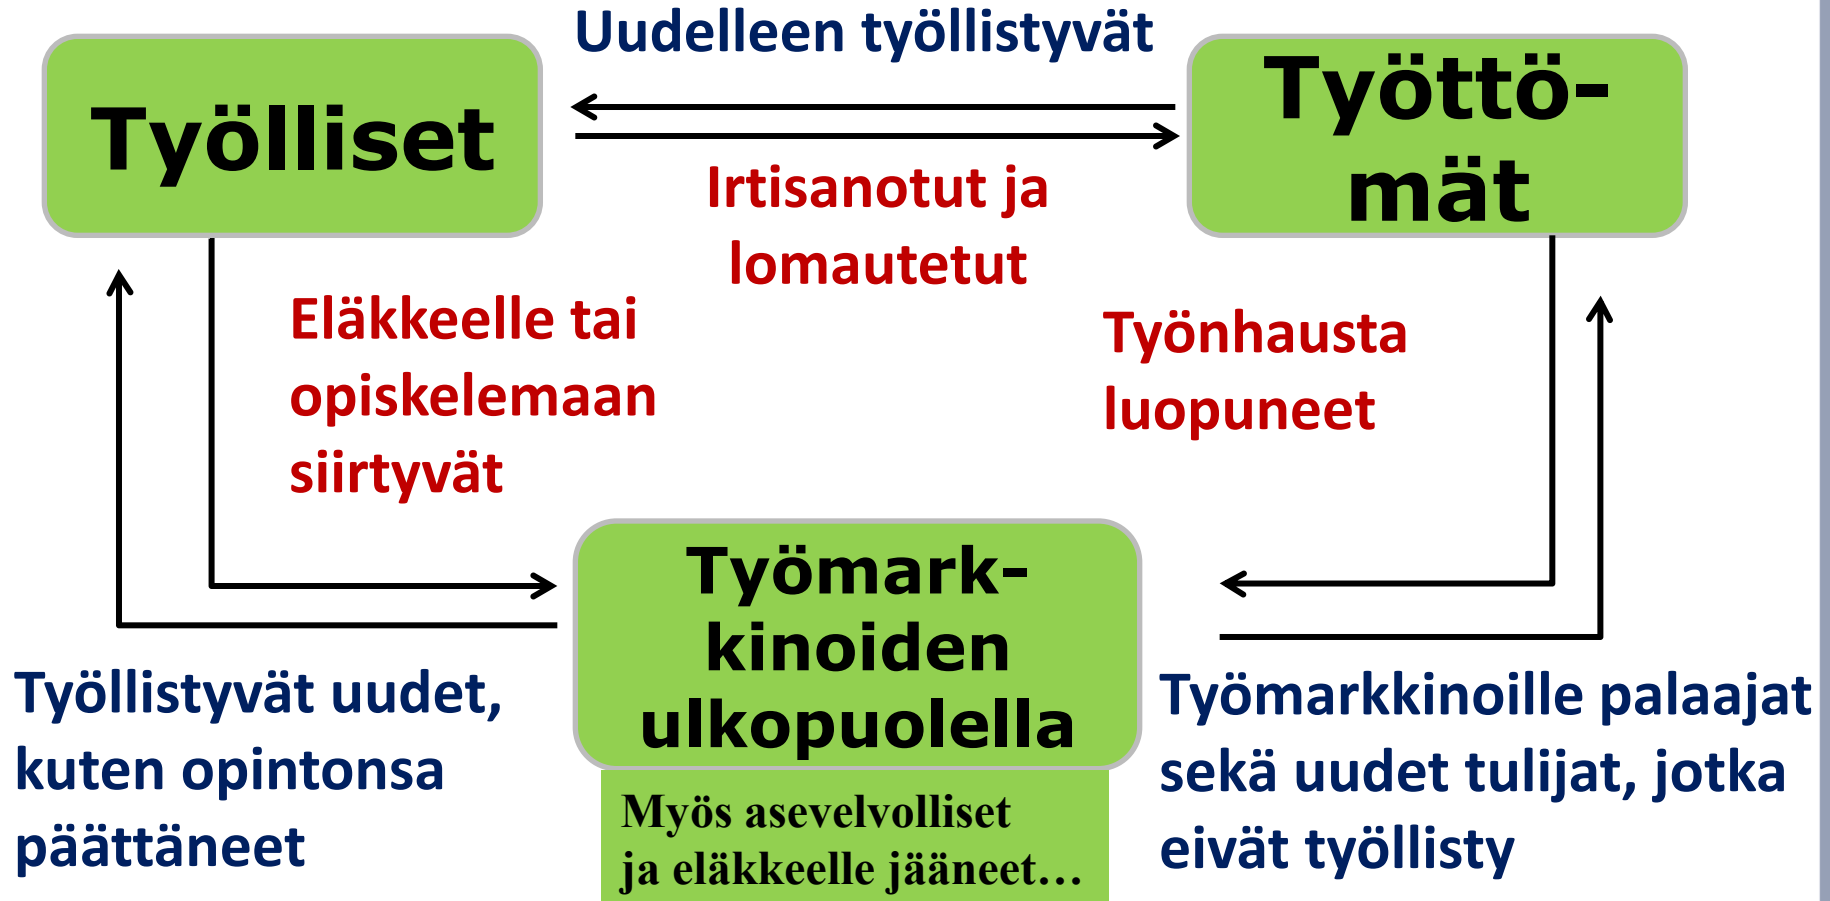 Uudelleen työllistyvät
Työlliset
Työttö-
mät
Irtisanotut ja
lomautetut
Eläkkeelle tai
opiskelemaan
siirtyvät
Työnhausta
luopuneet
Työmark-
kinoiden
ulkopuolella
Myös asevelvolliset
ja eläkkeelle jääneet…
Työllistyvät uudet,
kuten opintonsa
päättäneet
Työmarkkinoille palaajat
sekä uudet tulijat, jotka
eivät työllisty